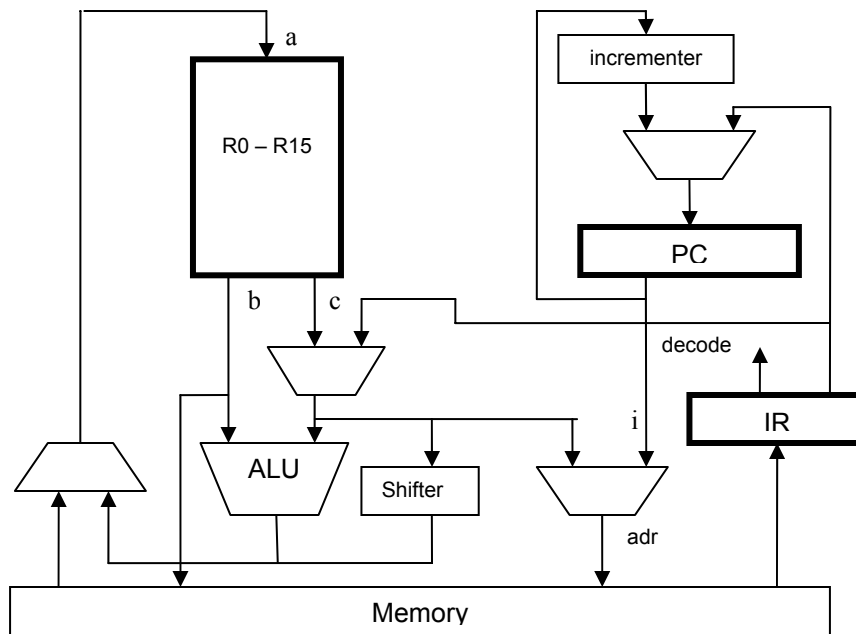 a
incrementer
R0 – R15
PC
b
c
decode
i
IR
ALU
Shifter
adr
Memory